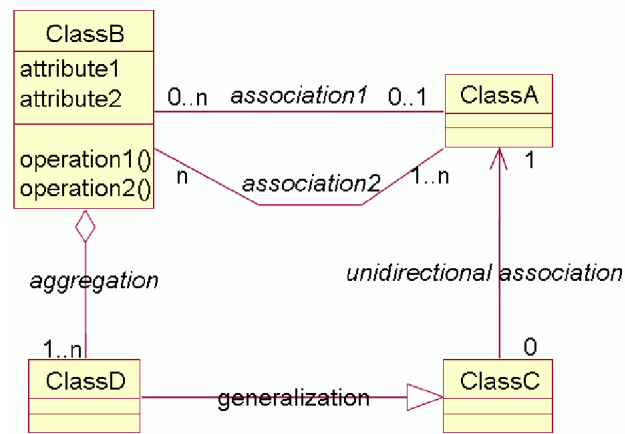 ClassB
attribute1
attribute2
operation1()
operation2()
0..n association1 0..1
ClassA
n association2 1..n
1
aggregation
unidirectional association
1..n
0
ClassD
generalization
ClassC